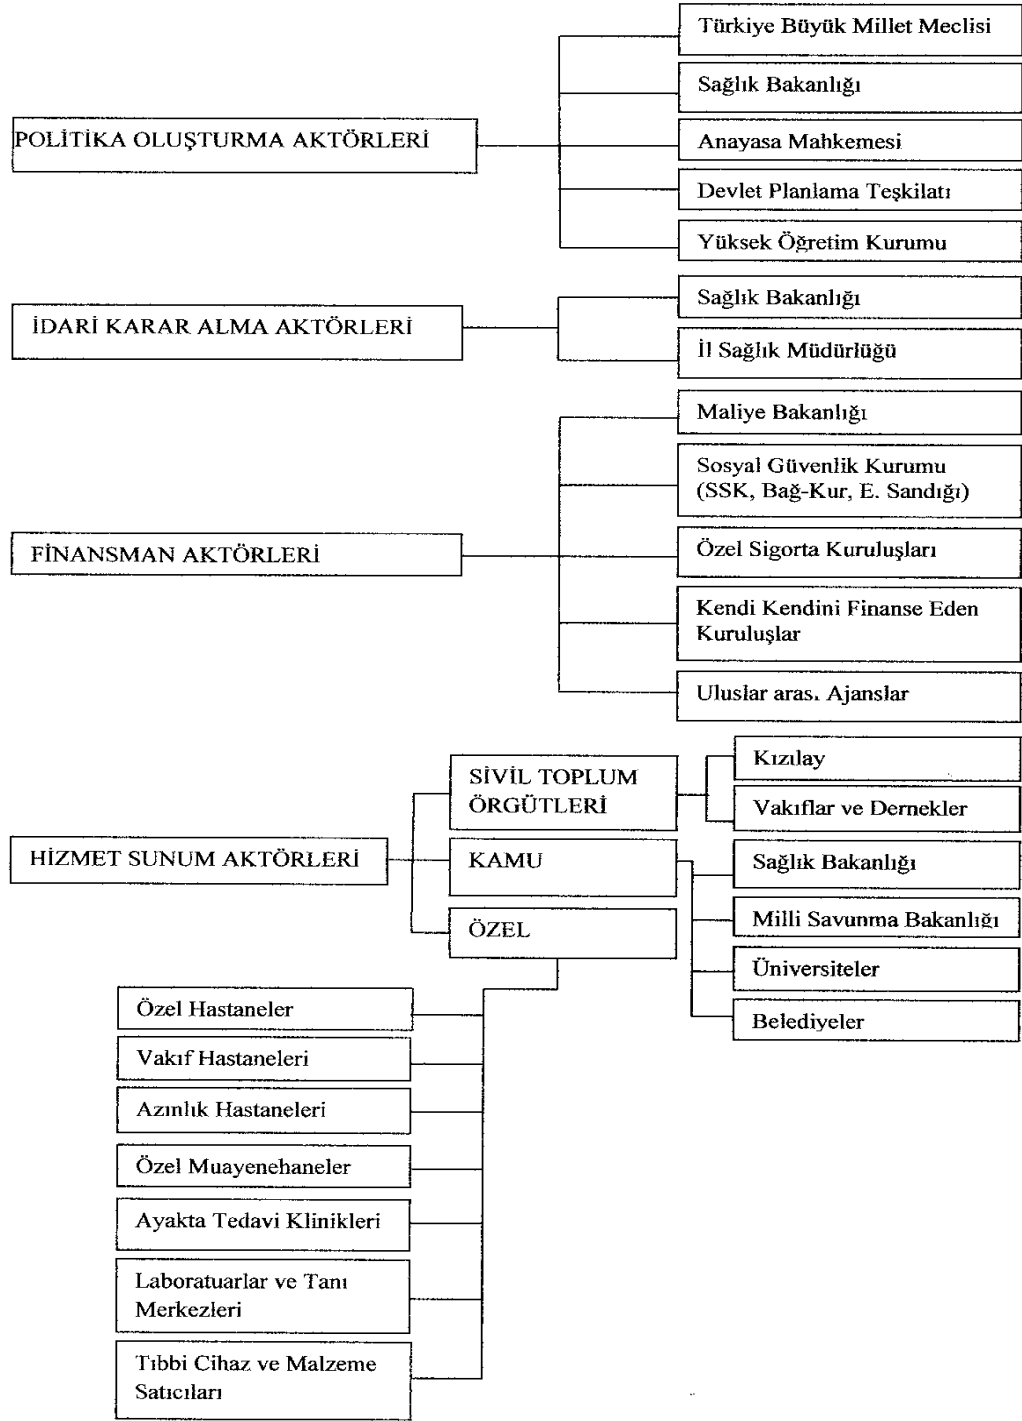 Türkiye Büyük Millet Meclisi
Sağlık Bakanlığı
POLİTİKA OLUŞTURMA AKTÖRLERİ
Anayasa Mahkemesi
Devlet Planlama Teşkilatı
Yüksek Öğretim Kurumu
Sağlık Bakanlığı
İDARİ KARAR ALMA AKTÖRLERİ
İl Sağlık Müdürlüğü
Maliye Bakanlığı
Sosyal Güvenlik Kurumu
(SSK, Bağ-Kur, E. Sandığı)
FİNANSMAN AKTÖRLERİ
Özel Sigorta Kuruluşları
Kendi Kendini Finanse Eden
Kuruluşlar
Uluslar arası Ajanslar
SİVİL TOPLUM
ÖRGÜTLERİ
Kızılay
Vakıflar ve Dernekler
HİZMET SUNUM AKTÖRLERİ
KAMU
Sağlık Bakanlığı
Milli Savunma Bakanlığı
Üniversiteler
Belediyeler
ÖZEL
Özel Hastaneler
Vakıf Hastaneleri
Azınlık Hastaneleri
Özel Muayenehaneler
Ayakta Tedavi Klinikleri
Laboratuarlar ve Tanı
Merkezleri
Tıbbi Cihaz ve Malzeme
Satıcıları